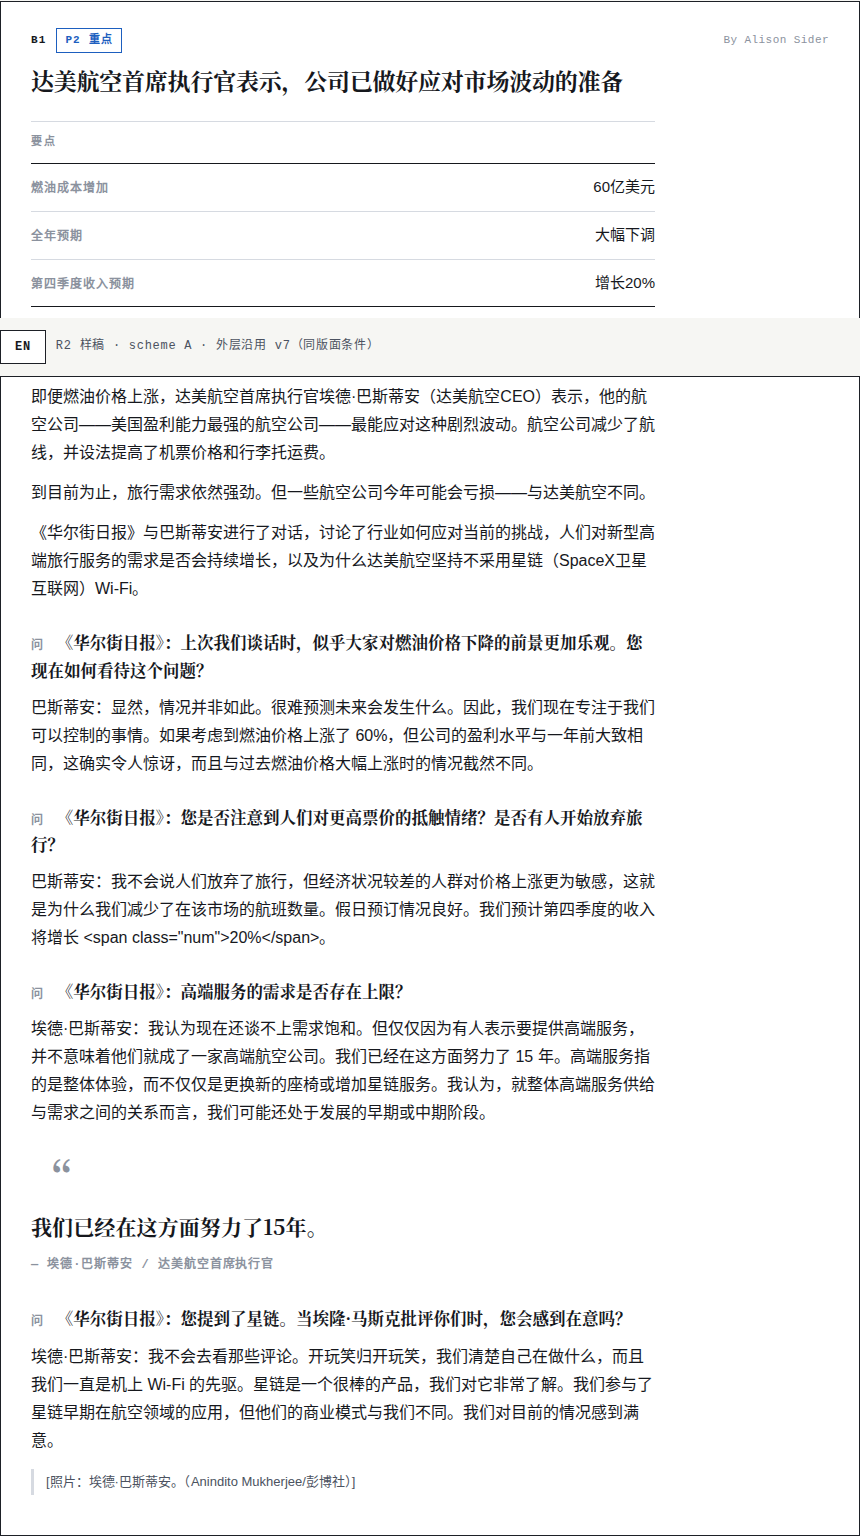 B1 P2 重点 By Alison Sider
达美航空首席执行官表示，公司已做好应对市场波动的准备
要点
燃油成本增加 60亿美元
全年预期 大幅下调
第四季度收入预期 增长20%
EN R2 样稿 · scheme A · 外层沿用 v7（同版面条件）
即便燃油价格上涨，达美航空首席执行官埃德·巴斯蒂安（达美航空CEO）表示，他的航
空公司——美国盈利能力最强的航空公司——最能应对这种剧烈波动。航空公司减少了航
线，并设法提高了机票价格和行李托运费。
到目前为止，旅行需求依然强劲。但一些航空公司今年可能会亏损——与达美航空不同。
《华尔街日报》与巴斯蒂安进行了对话，讨论了行业如何应对当前的挑战，人们对新型高
端旅行服务的需求是否会持续增长，以及为什么达美航空坚持不采用星链（SpaceX卫星
互联网）Wi-Fi。
问 《华尔街日报》：上次我们谈话时，似乎大家对燃油价格下降的前景更加乐观。您
现在如何看待这个问题？
巴斯蒂安：显然，情况并非如此。很难预测未来会发生什么。因此，我们现在专注于我们
可以控制的事情。如果考虑到燃油价格上涨了 60%，但公司的盈利水平与一年前大致相
同，这确实令人惊讶，而且与过去燃油价格大幅上涨时的情况截然不同。
问 《华尔街日报》：您是否注意到人们对更高票价的抵触情绪？是否有人开始放弃旅
行？
巴斯蒂安：我不会说人们放弃了旅行，但经济状况较差的人群对价格上涨更为敏感，这就
是为什么我们减少了在该市场的航班数量。假日预订情况良好。我们预计第四季度的收入
将增长 <span class="num">20%</span>。
问 《华尔街日报》：高端服务的需求是否存在上限？
埃德·巴斯蒂安：我认为现在还谈不上需求饱和。但仅仅因为有人表示要提供高端服务，
并不意味着他们就成了一家高端航空公司。我们已经在这方面努力了 15 年。高端服务指
的是整体体验，而不仅仅是更换新的座椅或增加星链服务。我认为，就整体高端服务供给
与需求之间的关系而言，我们可能还处于发展的早期或中期阶段。
“
我们已经在这方面努力了15年。
— 埃德·巴斯蒂安 / 达美航空首席执行官
问 《华尔街日报》：您提到了星链。当埃隆·马斯克批评你们时，您会感到在意吗？
埃德·巴斯蒂安：我不会去看那些评论。开玩笑归开玩笑，我们清楚自己在做什么，而且
我们一直是机上 Wi-Fi 的先驱。星链是一个很棒的产品，我们对它非常了解。我们参与了
星链早期在航空领域的应用，但他们的商业模式与我们不同。我们对目前的情况感到满
意。
[照片：埃德·巴斯蒂安。（Anindito Mukherjee/彭博社）]